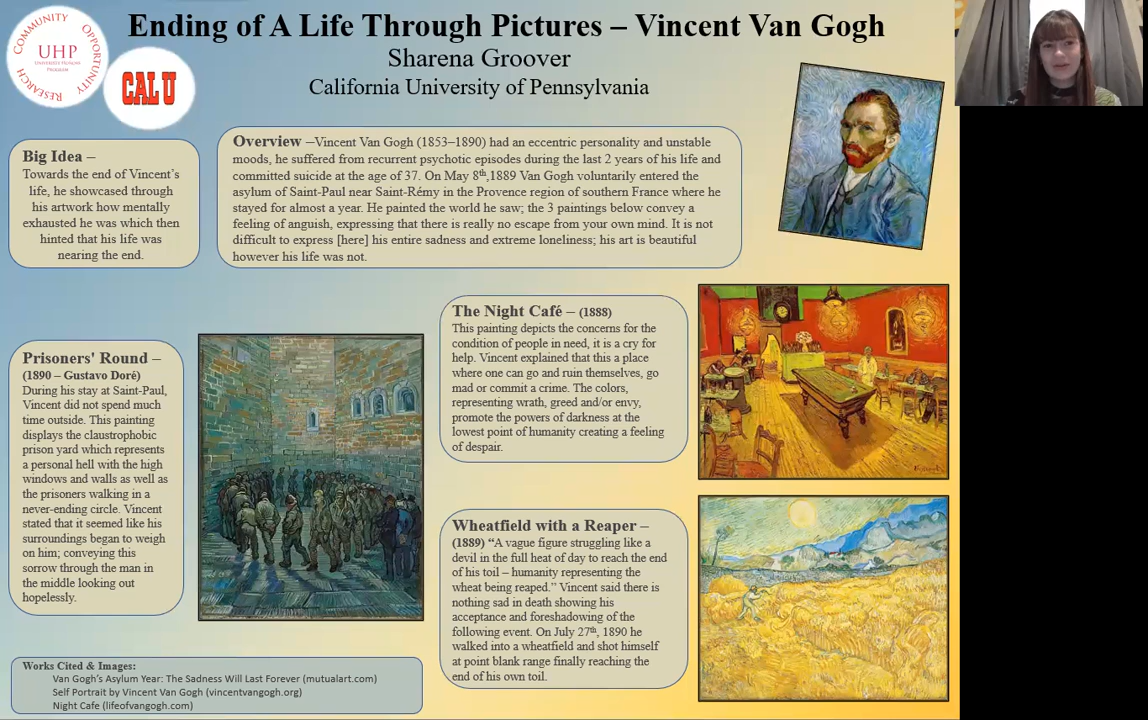 Ending of A Life Through Pictures – Vincent Van Gogh
Sharena Groover
California University of Pennsylvania
COMMUNITY OPPORTUNITY RESEARCH
UHP
UNIVERSITY HONORS
PROGRAM
CAL U
Big Idea –
Towards the end of Vincent’s
life, he showcased through
his artwork how mentally
exhausted he was which then
hinted that his life was
nearing the end.
Overview –Vincent Van Gogh (1853–1890) had an eccentric personality and unstable
moods, he suffered from recurrent psychotic episodes during the last 2 years of his life and
committed suicide at the age of 37. On May 8th,1889 Van Gogh voluntarily entered the
asylum of Saint-Paul near Saint-Rémy in the Provence region of southern France where he
stayed for almost a year. He painted the world he saw; the 3 paintings below convey a
feeling of anguish, expressing that there is really no escape from your own mind. It is not
difficult to express [here] his entire sadness and extreme loneliness; his art is beautiful
however his life was not.
Prisoners' Round –
(1890 – Gustavo Doré)
During his stay at Saint-Paul,
Vincent did not spend much
time outside. This painting
displays the claustrophobic
prison yard which represents
a personal hell with the high
windows and walls as well as
the prisoners walking in a
never-ending circle. Vincent
stated that it seemed like his
surroundings began to weigh
on him; conveying this
sorrow through the man in
the middle looking out
hopelessly.
The Night Café – (1888)
This painting depicts the concerns for the
condition of people in need, it is a cry for
help. Vincent explained that this a place
where one can go and ruin themselves, go
mad or commit a crime. The colors,
representing wrath, greed and/or envy,
promote the powers of darkness at the
lowest point of humanity creating a feeling
of despair.
Wheatfield with a Reaper –
(1889) “A vague figure struggling like a
devil in the full heat of day to reach the end
of his toil – humanity representing the
wheat being reaped.” Vincent said there is
nothing sad in death showing his
acceptance and foreshadowing of the
following event. On July 27th, 1890 he
walked into a wheatfield and shot himself
at point blank range finally reaching the
end of his own toil.
Works Cited & Images:
Van Gogh’s Asylum Year: The Sadness Will Last Forever (mutualart.com)
Self Portrait by Vincent Van Gogh (vincentvangogh.org)
Night Cafe (lifeofvangogh.com)